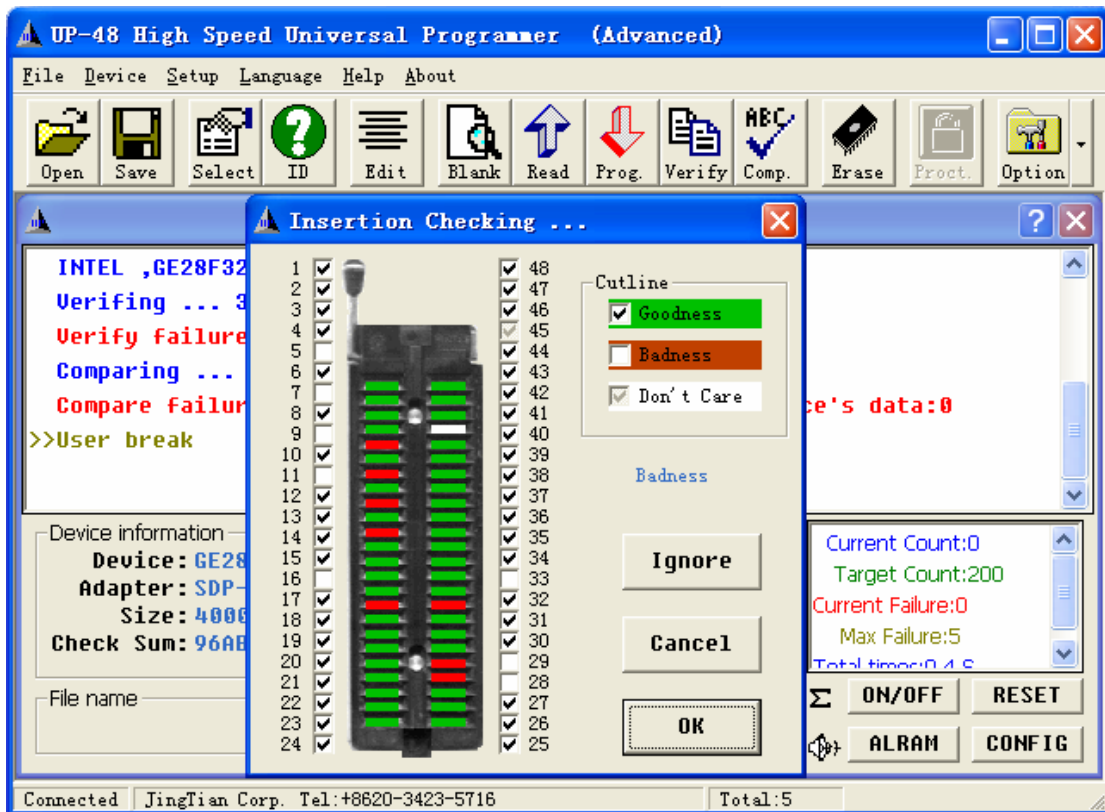 UP-48 High Speed Universal Programmer (Advanced)
File Device Setup Language Help About
Open Save Select ID Edit Blank Read Prog. Verify Comp. Erase Proct. Option
ABC
Insertion Checking ...
INTEL ,GE28F32
Verifing ... 3
Verify failure
Comparing ...
Compare failur
ce's data:0
>>User break
1 48
2 47
3 46
4 45
5 44
6 43
7 42
8 41
9 40
10 39
11 38
12 37
13 36
14 35
15 34
16 33
17 32
18 31
19 30
20 29
21 28
22 27
23 26
24 25
Cutline
Goodness
Badness
Don't Care
Badness
Ignore
Cancel
OK
Device information
Device: GE28
Adapter: SDP-
Size: 4000
Check Sum: 96AB
File name
Current Count:0
Target Count:200
Current Failure:0
Max Failure:5
Total times:0.4 S
Σ ON/OFF RESET
ALRAM CONFIG
Connected JingTian Corp. Tel:+8620-3423-5716 Total:5